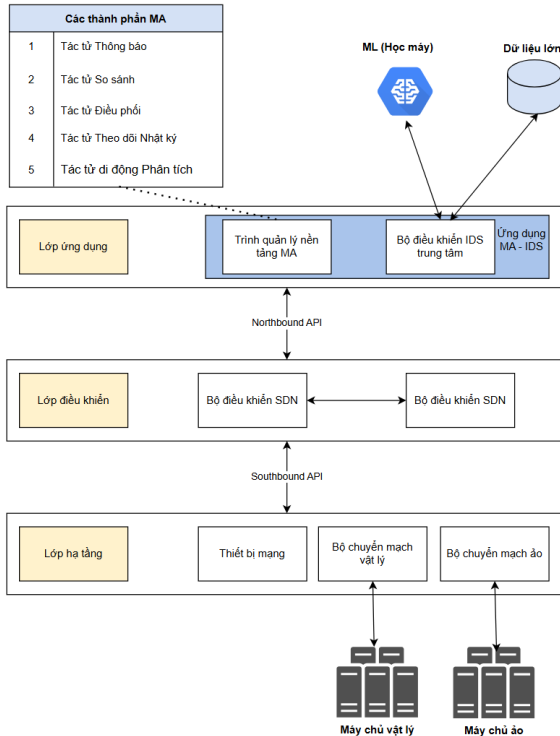 Các thành phần MA
1 Tác tử Thông báo
2 Tác tử So sánh
3 Tác tử Điều phối
4 Tác tử Theo dõi Nhật ký
5 Tác tử di động Phân tích
ML (Học máy)
Dữ liệu lớn
Lớp ứng dụng
Trình quản lý nền
tảng MA
Bộ điều khiển IDS
trung tâm
Ứng dụng
MA - IDS
Northbound API
Lớp điều khiển
Bộ điều khiển SDN
Bộ điều khiển SDN
Southbound API
Lớp hạ tầng
Thiết bị mạng
Bộ chuyển mạch
vật lý
Bộ chuyển mạch ảo
Máy chủ vật lý
Máy chủ ảo